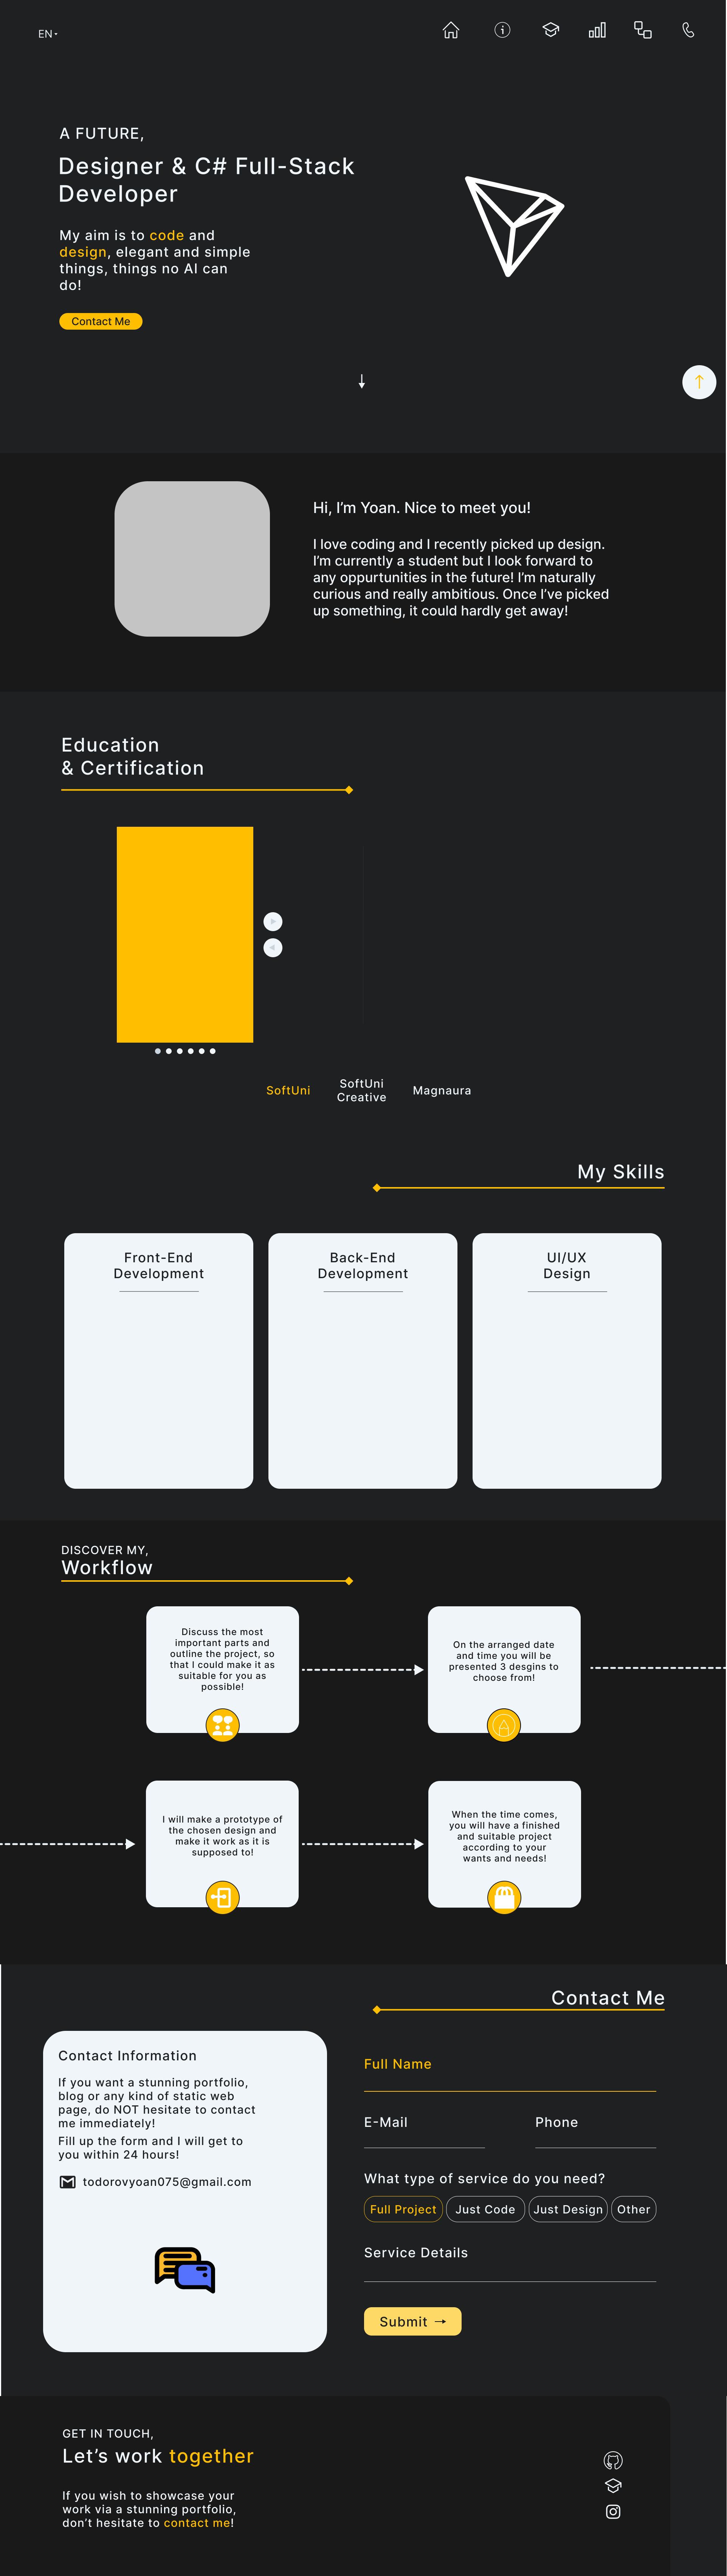 EN
A FUTURE,
Designer & C# Full-Stack
Developer
My aim is to code and
design, elegant and simple
things, things no AI can
do!
Contact Me
Hi, I'm Yoan. Nice to meet you!
I love coding and I recently picked up design.
I'm currently a student but I look forward to
any oppurtunities in the future! I'm naturally
curious and really ambitious. Once I've picked
up something, it could hardly get away!
Education
& Certification
SoftUni
SoftUni
Creative
Magnaura
My Skills
Front-End
Development
Back-End
Development
UI/UX
Design
DISCOVER MY,
Workflow
Discuss the most
important parts and
outline the project, so
that I could make it as
suitable for you as
possible!
On the arranged date
and time you will be
presented 3 desgins to
choose from!
I will make a prototype of
the chosen design and
make it work as it is
supposed to!
When the time comes,
you will have a finished
and suitable project
according to your
wants and needs!
Contact Me
Contact Information
If you want a stunning portfolio,
blog or any kind of static web
page, do NOT hesitate to contact
me immediately!
Fill up the form and I will get to
you within 24 hours!
todorovyoan075@gmail.com
Full Name
E-Mail
Phone
What type of service do you need?
Full Project
Just Code
Just Design
Other
Service Details
Submit →
GET IN TOUCH,
Let's work together
If you wish to showcase your
work via a stunning portfolio,
don't hesitate to contact me!